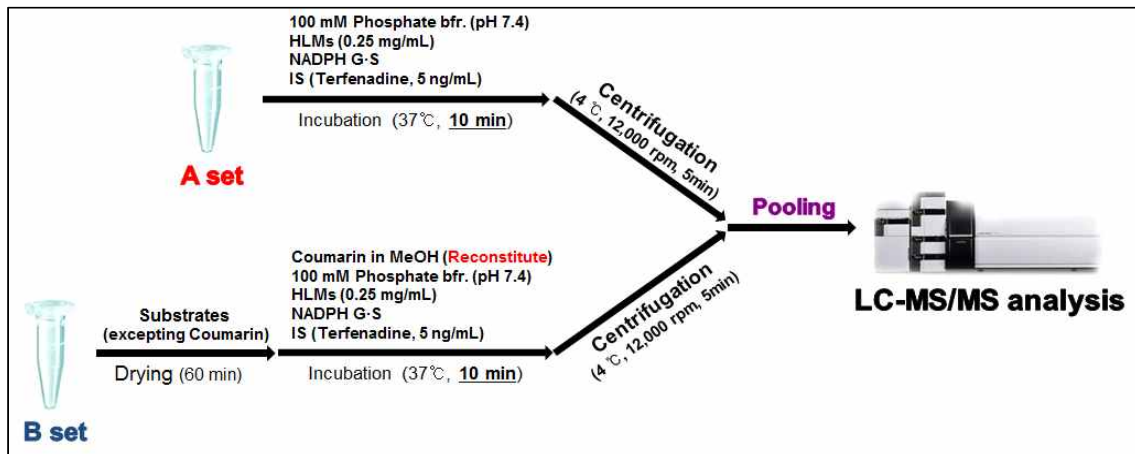 100 mM Phosphate bfr. (pH 7.4)
HLMs (0.25 mg/mL)
NADPH G·S
IS (Terfenadine, 5 ng/mL)
Incubation (37℃, 10 min)
A set
Centrifugation
(4 ℃, 12,000 rpm, 5min)
Pooling
LC-MS/MS analysis
Substrates
(excepting Coumarin)
Drying (60 min)
B set
Coumarin in MeOH (Reconstitute)
100 mM Phosphate bfr. (pH 7.4)
HLMs (0.25 mg/mL)
NADPH G·S
IS (Terfenadine, 5 ng/mL)
Incubation (37℃, 10 min)
Centrifugation
(4 ℃, 12,000 rpm, 5min)